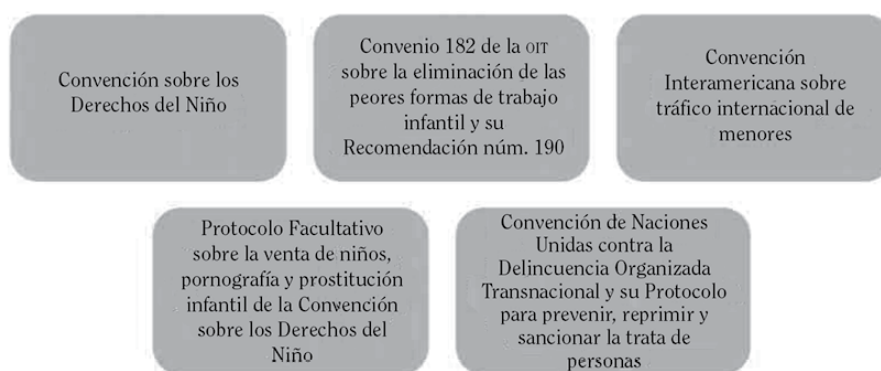 Convención sobre los
Derechos del Niño
Convenio 182 de la OIT
sobre la eliminación de las
peores formas de trabajo
infantil y su
Recomendación núm. 190
Convención
Interamericana sobre
tráfico internacional de
menores
Protocolo Facultativo
sobre la venta de niños,
pornografía y prostitución
infantil de la Convención
sobre los Derechos del
Niño
Convención de Naciones
Unidas contra la
Delincuencia Organizada
Transnacional y su Protocolo
para prevenir, reprimir y
sancionar la trata de
personas